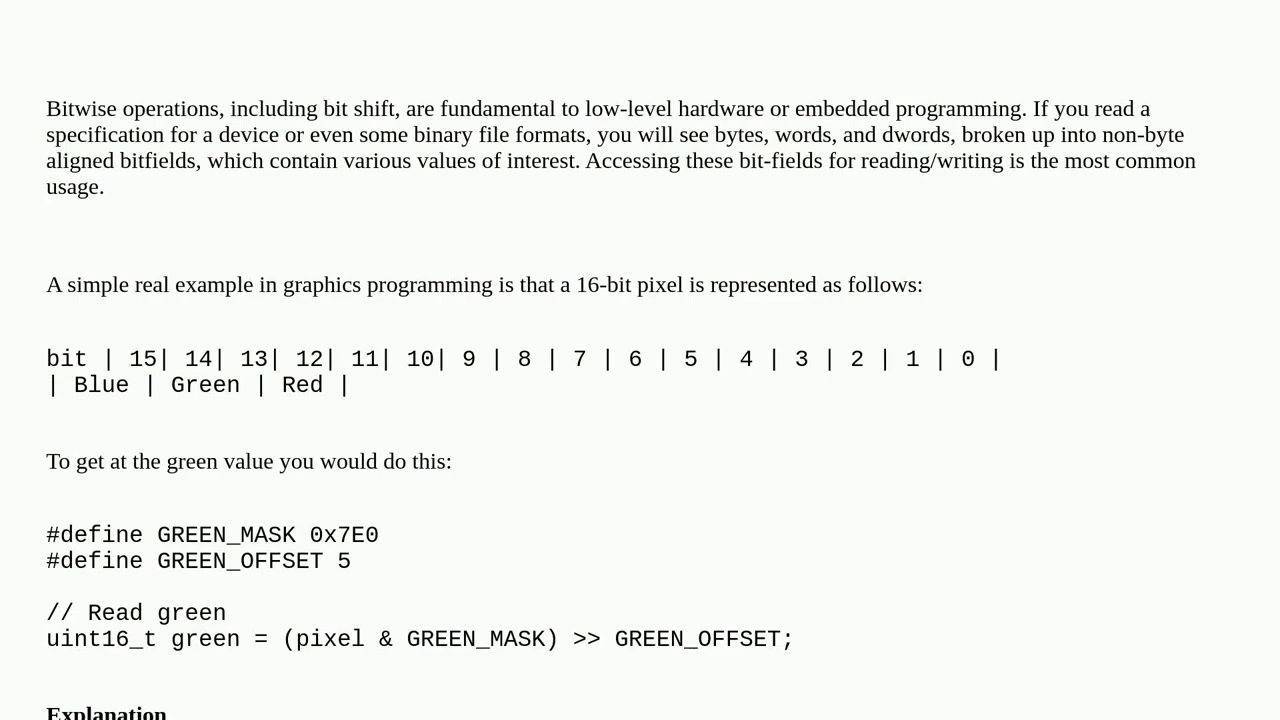 Bitwise operations, including bit shift, are fundamental to low-level hardware or embedded programming. If you read a
specification for a device or even some binary file formats, you will see bytes, words, and dwords, broken up into non-byte
aligned bitfields, which contain various values of interest. Accessing these bit-fields for reading/writing is the most common
usage.
A simple real example in graphics programming is that a 16-bit pixel is represented as follows:
bit | 15| 14| 13| 12| 11| 10| 9 | 8 | 7 | 6 | 5 | 4 | 3 | 2 | 1 | 0 |
| Blue | Green | Red |
To get at the green value you would do this:
#define GREEN_MASK 0x7E0
#define GREEN_OFFSET 5
// Read green
uint16_t green = (pixel & GREEN_MASK) >> GREEN_OFFSET;
Explanation